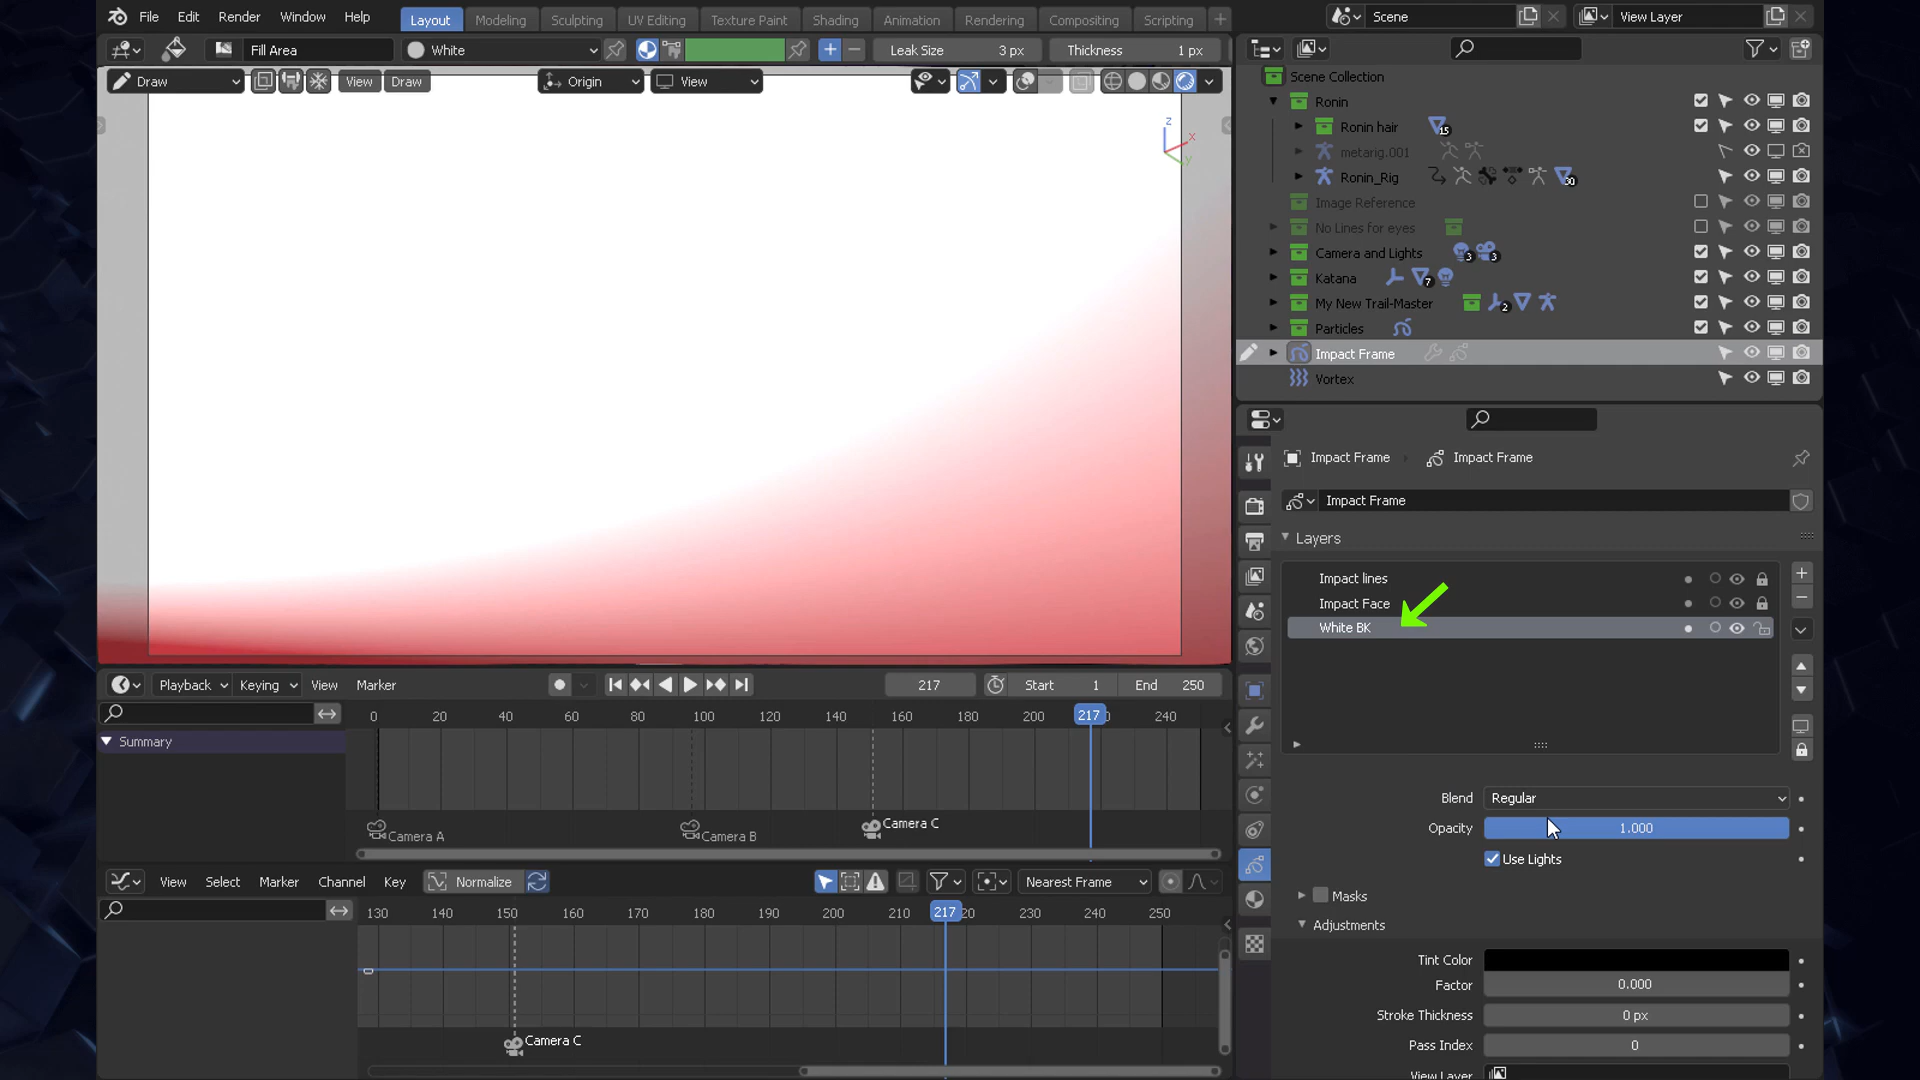 File Edit Render Window Help Layout Modeling Sculpting UV Editing Texture Paint Shading Animation Rendering Compositing Scripting Scene View Layer
Fill Area White Leak Size 3 px Thickness 1 px
Draw View Draw Origin View
Scene Collection
Ronin
Ronin hair 15
metarig.001
Ronin_Rig 30
Image Reference
No Lines for eyes
Camera and Lights 3 3
Katana 7
My New Trail-Master 2
Particles
Impact Frame
Vortex
z
x
y
Impact Frame Impact Frame
Impact Frame
Layers
Impact lines
Impact Face
White BK
Playback Keying View Marker 217 Start 1 End 250
0 20 40 60 80 100 120 140 160 180 200 217 240
Summary
Camera A Camera B Camera C
Blend Regular
Opacity 1.000
Use Lights
Masks
Adjustments
Tint Color
Factor 0.000
Stroke Thickness 0 px
Pass Index 0
View Layer
View Select Marker Channel Key Normalize Nearest Frame
130 140 150 160 170 180 190 200 210 217 20 230 240 250
Camera C